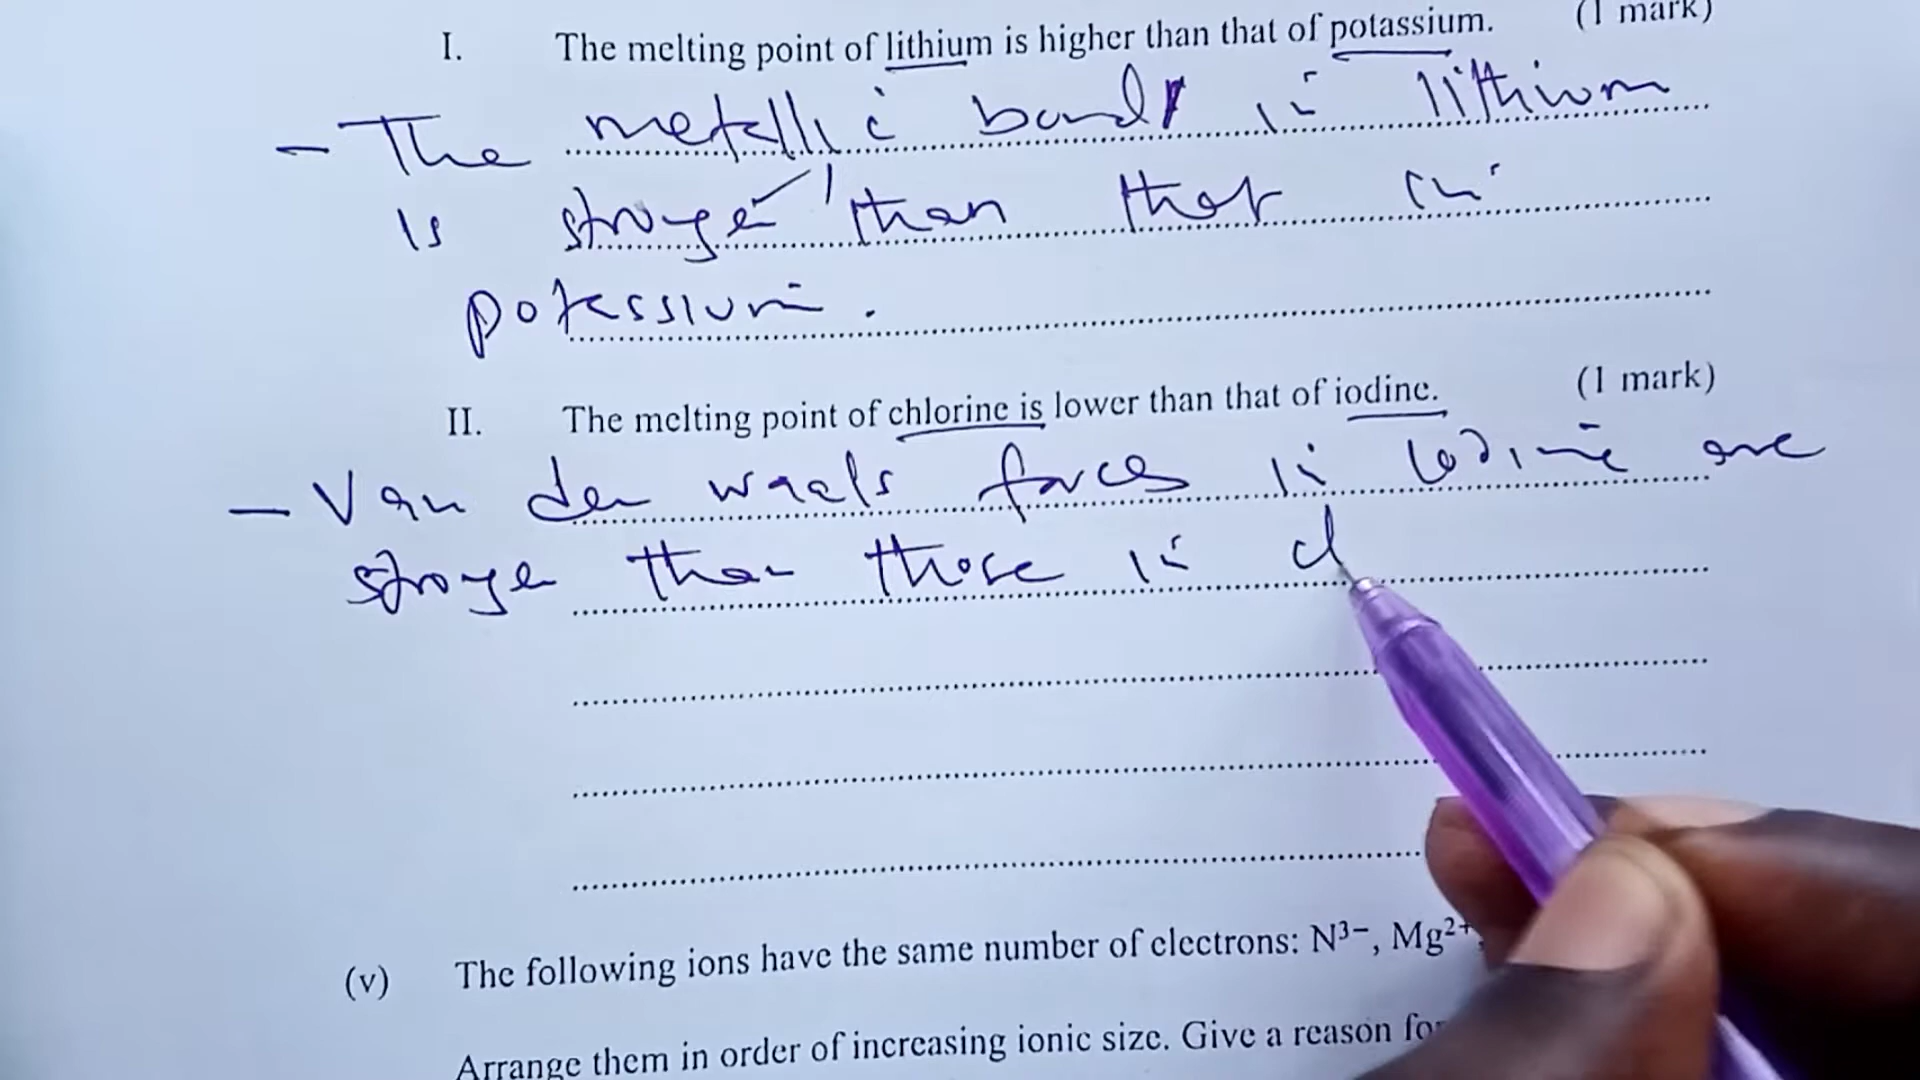 I. The melting point of lithium is higher than that of potassium. (1 mark)
- The metallic bond in lithium
is stronger than that in
potassium.
II. The melting point of chlorine is lower than that of iodine. (1 mark)
- Van der waals forces in iodine are
stronger than those in cl
(v) The following ions have the same number of electrons: N³⁻, Mg²⁺,
Arrange them in order of increasing ionic size. Give a reason for